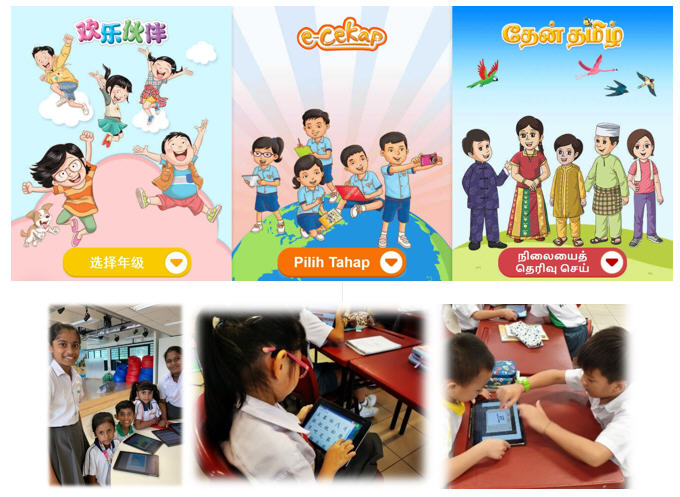 欢乐伙伴
选择年级
e-Cekap
Pilih Tahap
தேன் தமிழ்
நிலையைத்
தெரிவு செய்